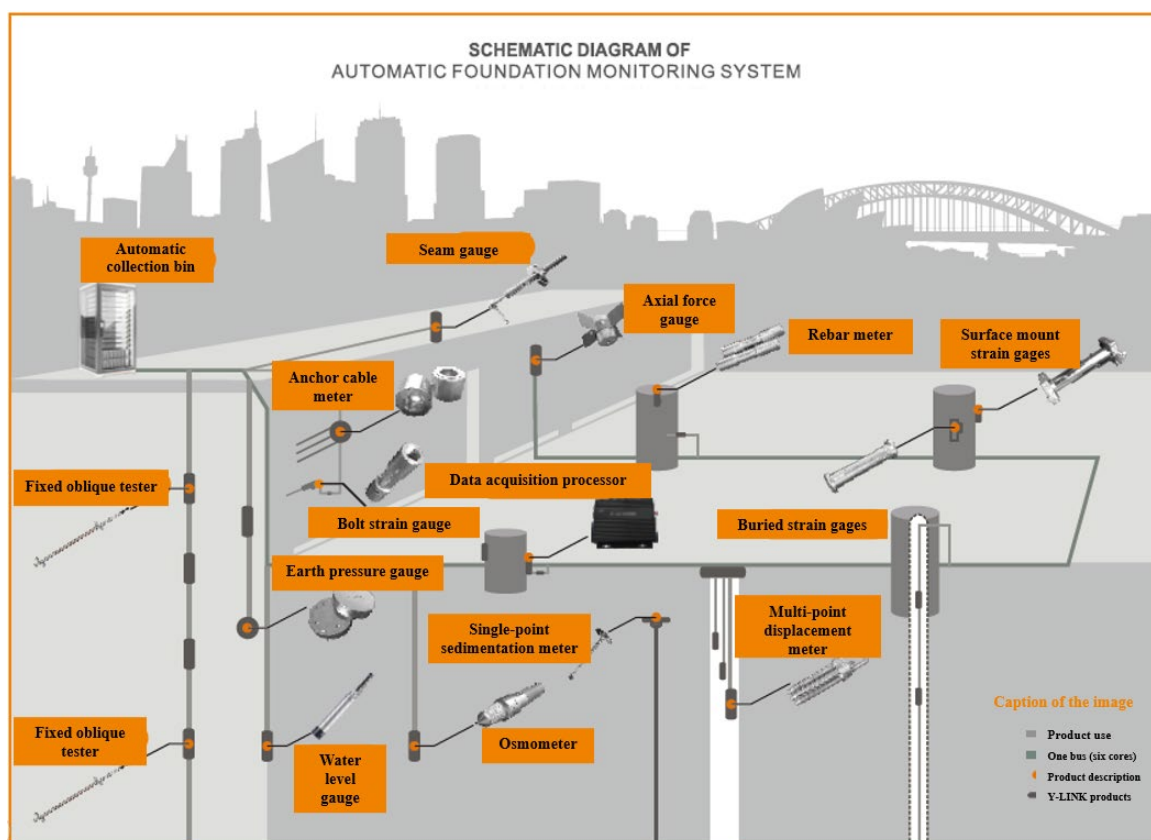 SCHEMATIC DIAGRAM OF
AUTOMATIC FOUNDATION MONITORING SYSTEM
Automatic
collection bin
Seam gauge
Axial force
gauge
Rebar meter
Surface mount
strain gages
Anchor cable
meter
Fixed oblique tester
Data acquisition processor
Bolt strain gauge
Buried strain gages
Earth pressure gauge
Single-point
sedimentation meter
Multi-point
displacement
meter
Fixed oblique
tester
Water
level
gauge
Osmometer
Caption of the image
Product use
One bus (six cores)
Product description
Y-LINK products